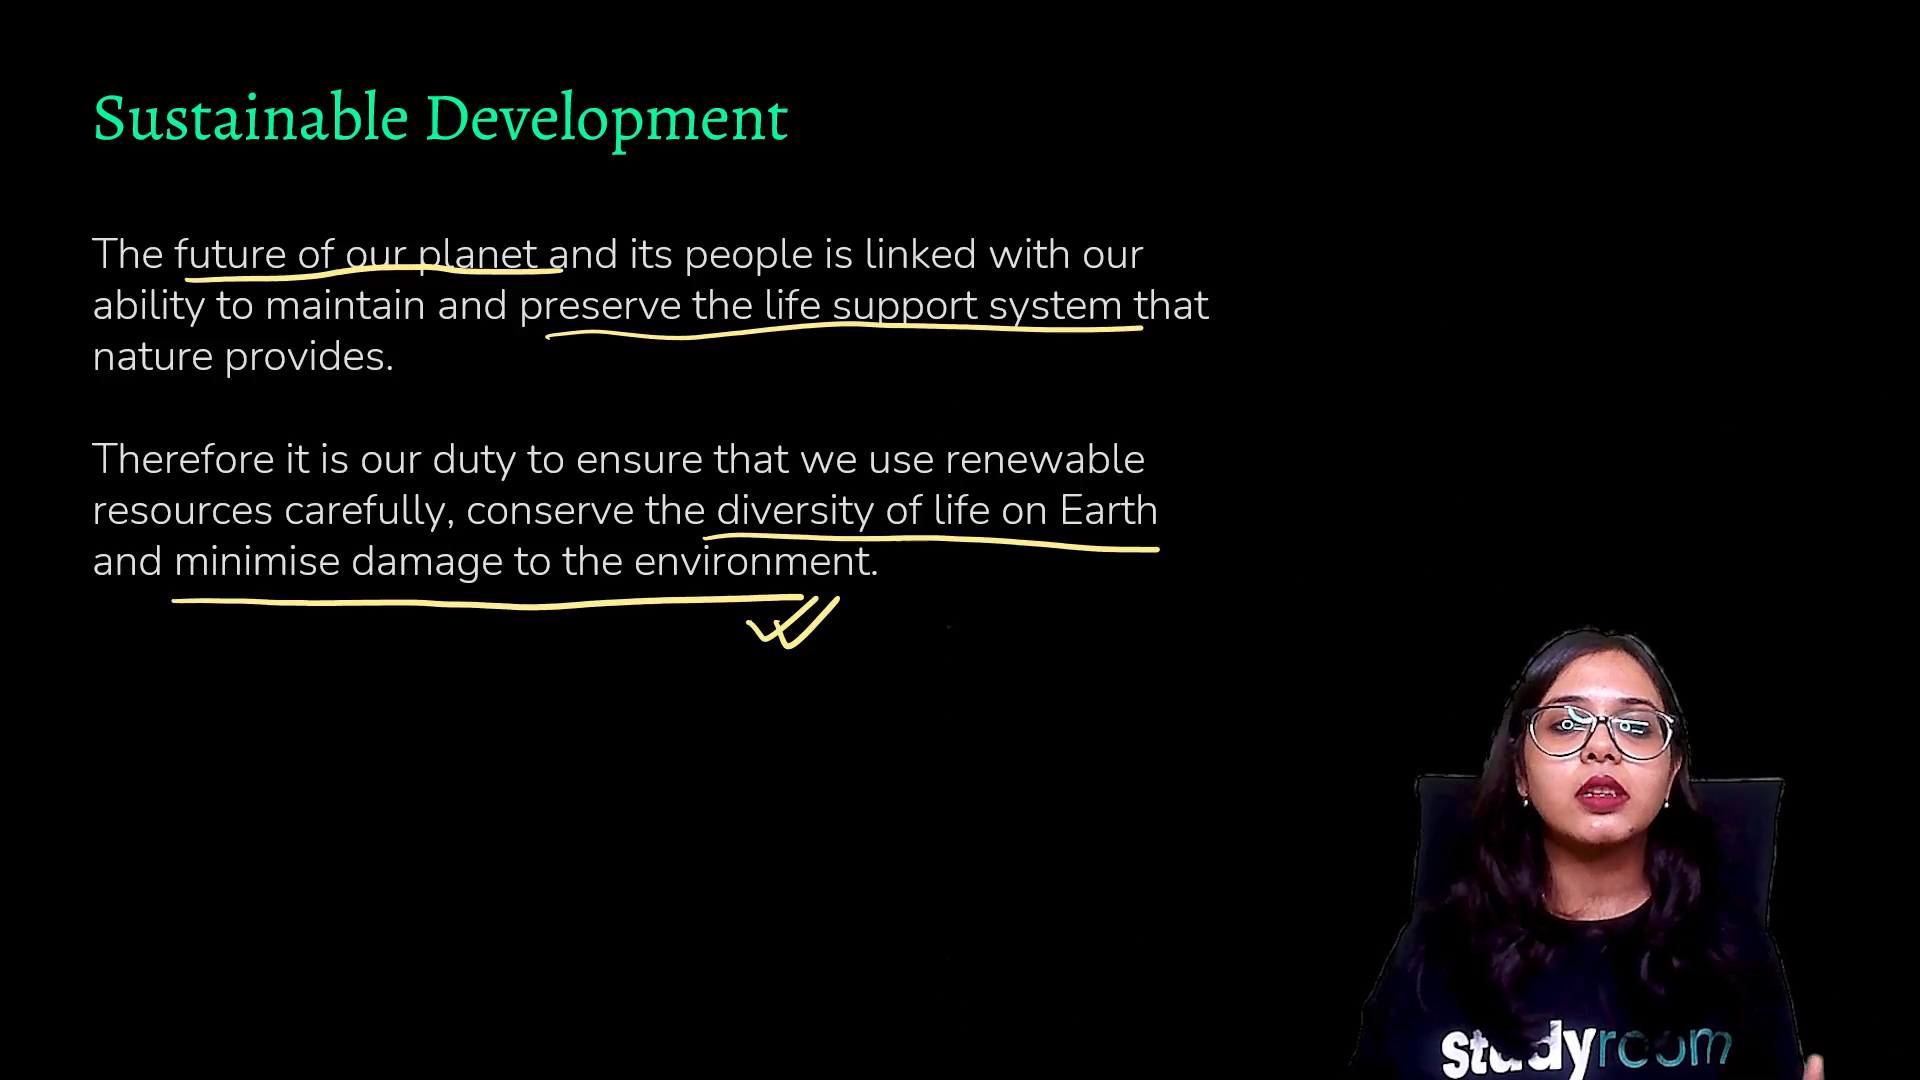 Sustainable Development
The future of our planet and its people is linked with our
ability to maintain and preserve the life support system that
nature provides.
Therefore it is our duty to ensure that we use renewable
resources carefully, conserve the diversity of life on Earth
and minimise damage to the environment.
studyroom